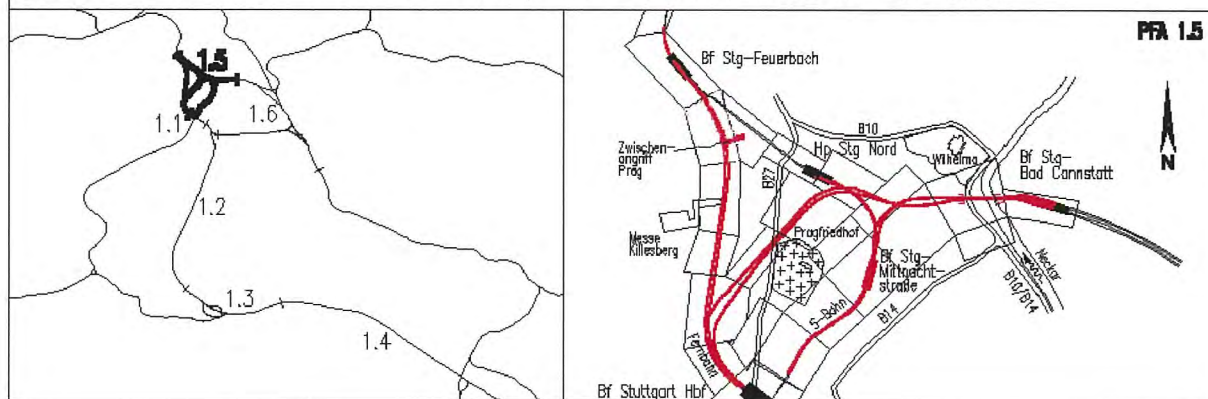 1.5
1.6
1.1
1.2
1.3
1.4
PFA 1.5
Bf Stg-Feuerbach
N
Zwischen-
angriff
Prag
B27
B10
Hp Stg Nord
Wilhelma
Bf Stg-
Bad Cannstatt
Messe
Killesberg
Pragfriedhof
Bf Stg-
Mittnacht-
straße
Neckar
B10/B14
B14
S-Bahn
Fernbahn
Bf Stuttgart Hbf